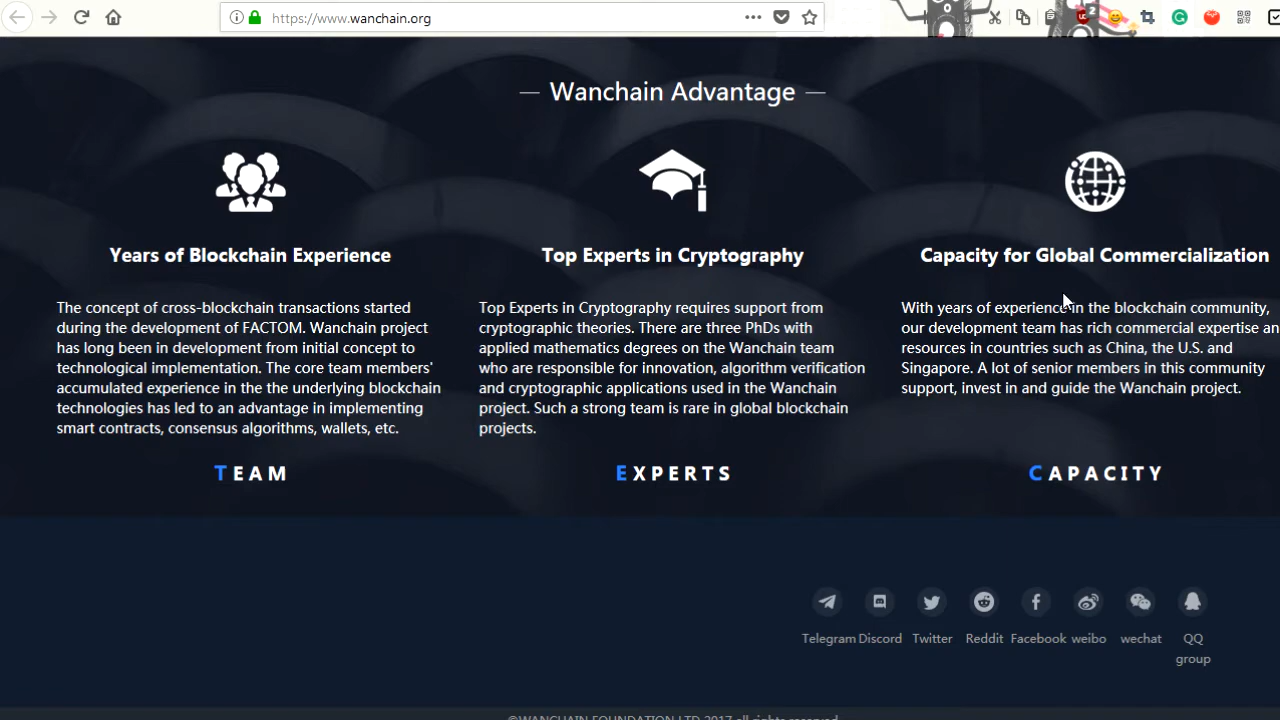 https://www.wanchain.org
2
— Wanchain Advantage —
Years of Blockchain Experience
The concept of cross-blockchain transactions started
during the development of FACTOM. Wanchain project
has long been in development from initial concept to
technological implementation. The core team members'
accumulated experience in the the underlying blockchain
technologies has led to an advantage in implementing
smart contracts, consensus algorithms, wallets, etc.
TEAM
Top Experts in Cryptography
Top Experts in Cryptography requires support from
cryptographic theories. There are three PhDs with
applied mathematics degrees on the Wanchain team
who are responsible for innovation, algorithm verification
and cryptographic applications used in the Wanchain
project. Such a strong team is rare in global blockchain
projects.
EXPERTS
Capacity for Global Commercialization
With years of experience in the blockchain community,
our development team has rich commercial expertise an
resources in countries such as China, the U.S. and
Singapore. A lot of senior members in this community
support, invest in and guide the Wanchain project.
CAPACITY
Telegram Discord Twitter Reddit Facebook weibo wechat QQ
group
©WANCHAIN FOUNDATION LTD 2017 all rights reserved